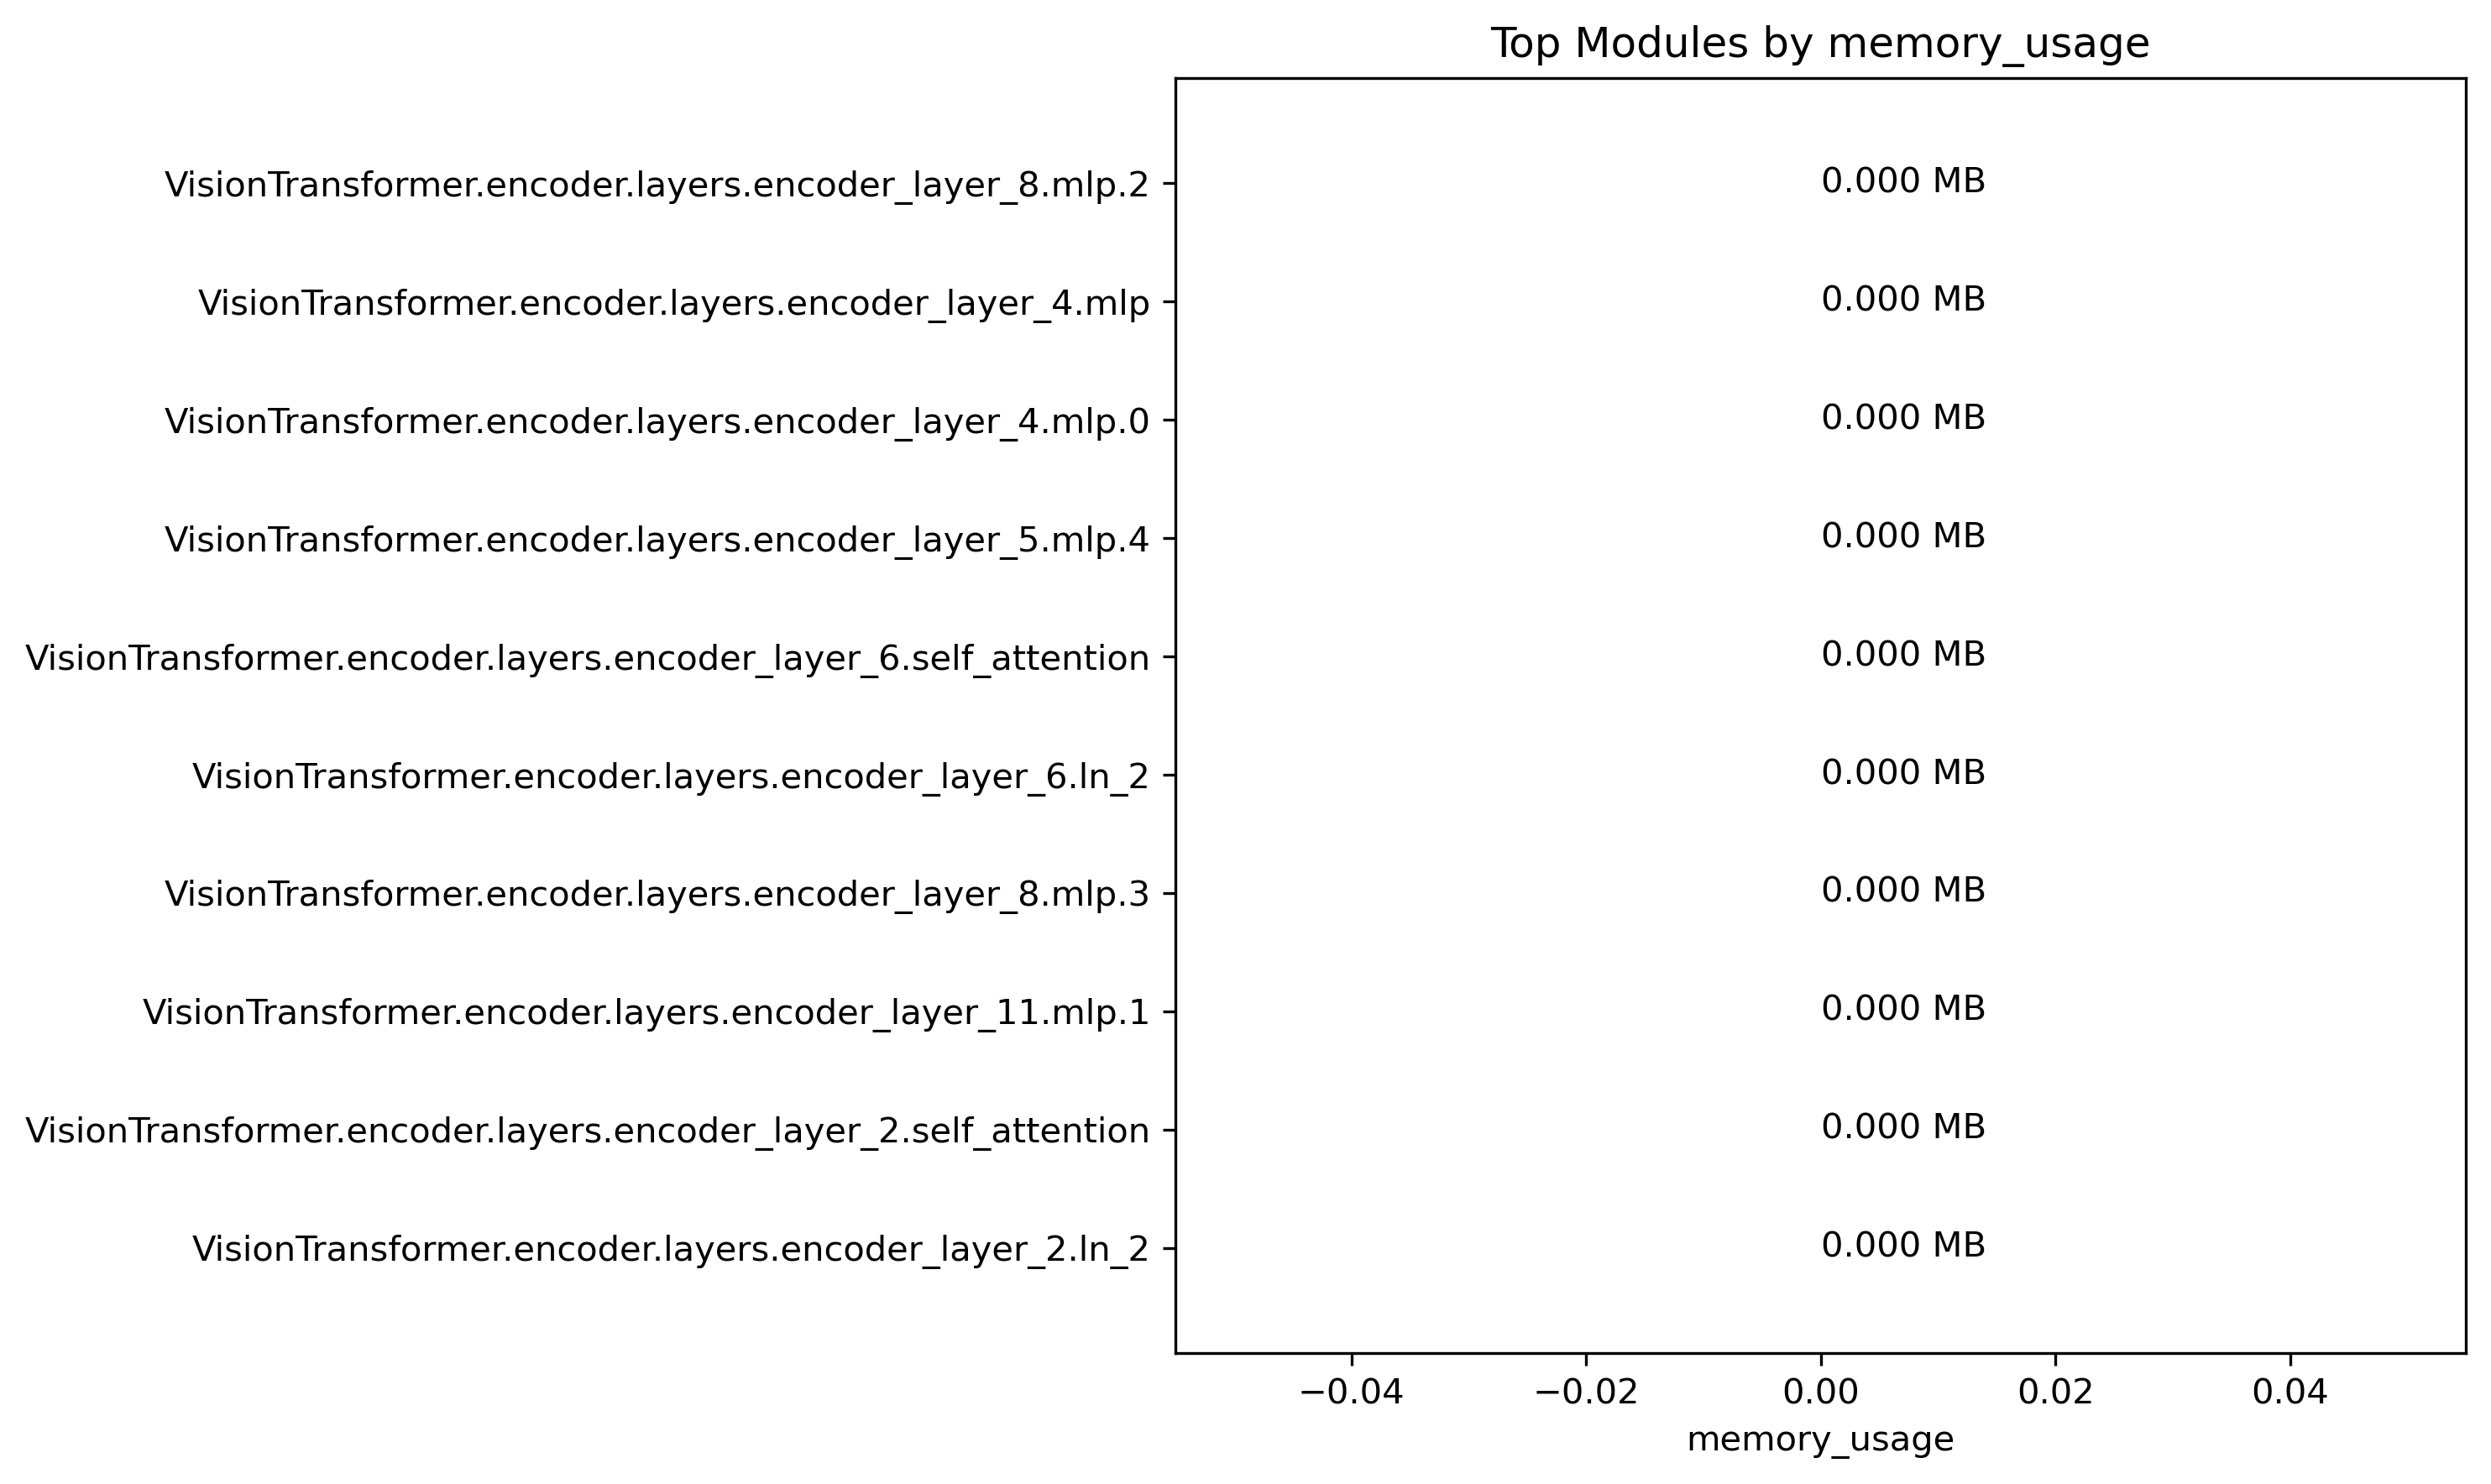 Top Modules by memory_usage
VisionTransformer.encoder.layers.encoder_layer_8.mlp.2 0.000 MB
VisionTransformer.encoder.layers.encoder_layer_4.mlp 0.000 MB
VisionTransformer.encoder.layers.encoder_layer_4.mlp.0 0.000 MB
VisionTransformer.encoder.layers.encoder_layer_5.mlp.4 0.000 MB
VisionTransformer.encoder.layers.encoder_layer_6.self_attention 0.000 MB
VisionTransformer.encoder.layers.encoder_layer_6.ln_2 0.000 MB
VisionTransformer.encoder.layers.encoder_layer_8.mlp.3 0.000 MB
VisionTransformer.encoder.layers.encoder_layer_11.mlp.1 0.000 MB
VisionTransformer.encoder.layers.encoder_layer_2.self_attention 0.000 MB
VisionTransformer.encoder.layers.encoder_layer_2.ln_2 0.000 MB
−0.04 −0.02 0.00 0.02 0.04
memory_usage